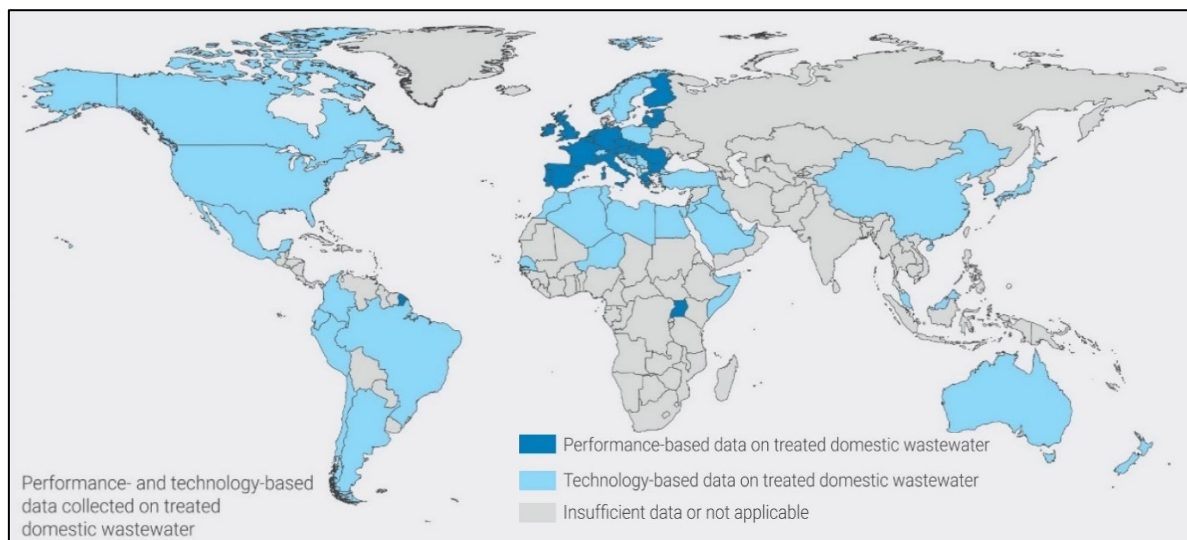 Performance-based data on treated domestic wastewater
Technology-based data on treated domestic wastewater
Insufficient data or not applicable
Performance- and technology-based
data collected on treated
domestic wastewater